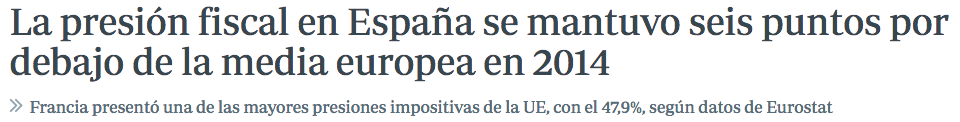 La presión fiscal en España se mantuvo seis puntos por
debajo de la media europea en 2014
» Francia presentó una de las mayores presiones impositivas de la UE, con el 47,9%, según datos de Eurostat